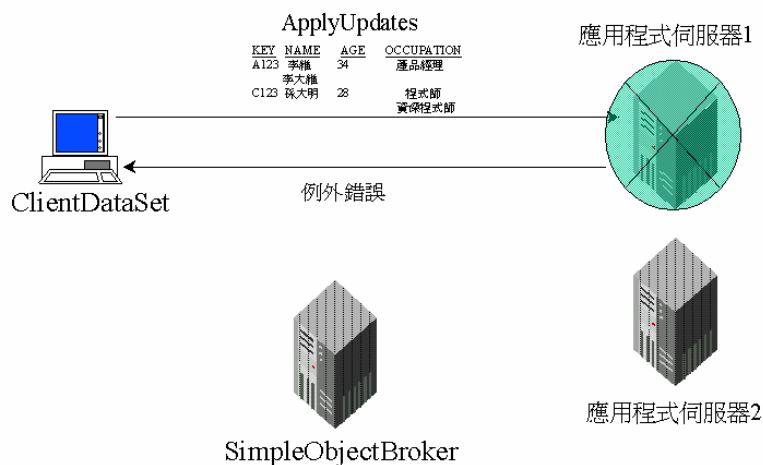 ApplyUpdates
應用程式伺服器1
KEY NAME AGE OCCUPATION
A123 李維 34 產品經理
李大維
C123 孫大明 28 程式師
資深程式師
ClientDataSet
例外錯誤
應用程式伺服器2
SimpleObjectBroker